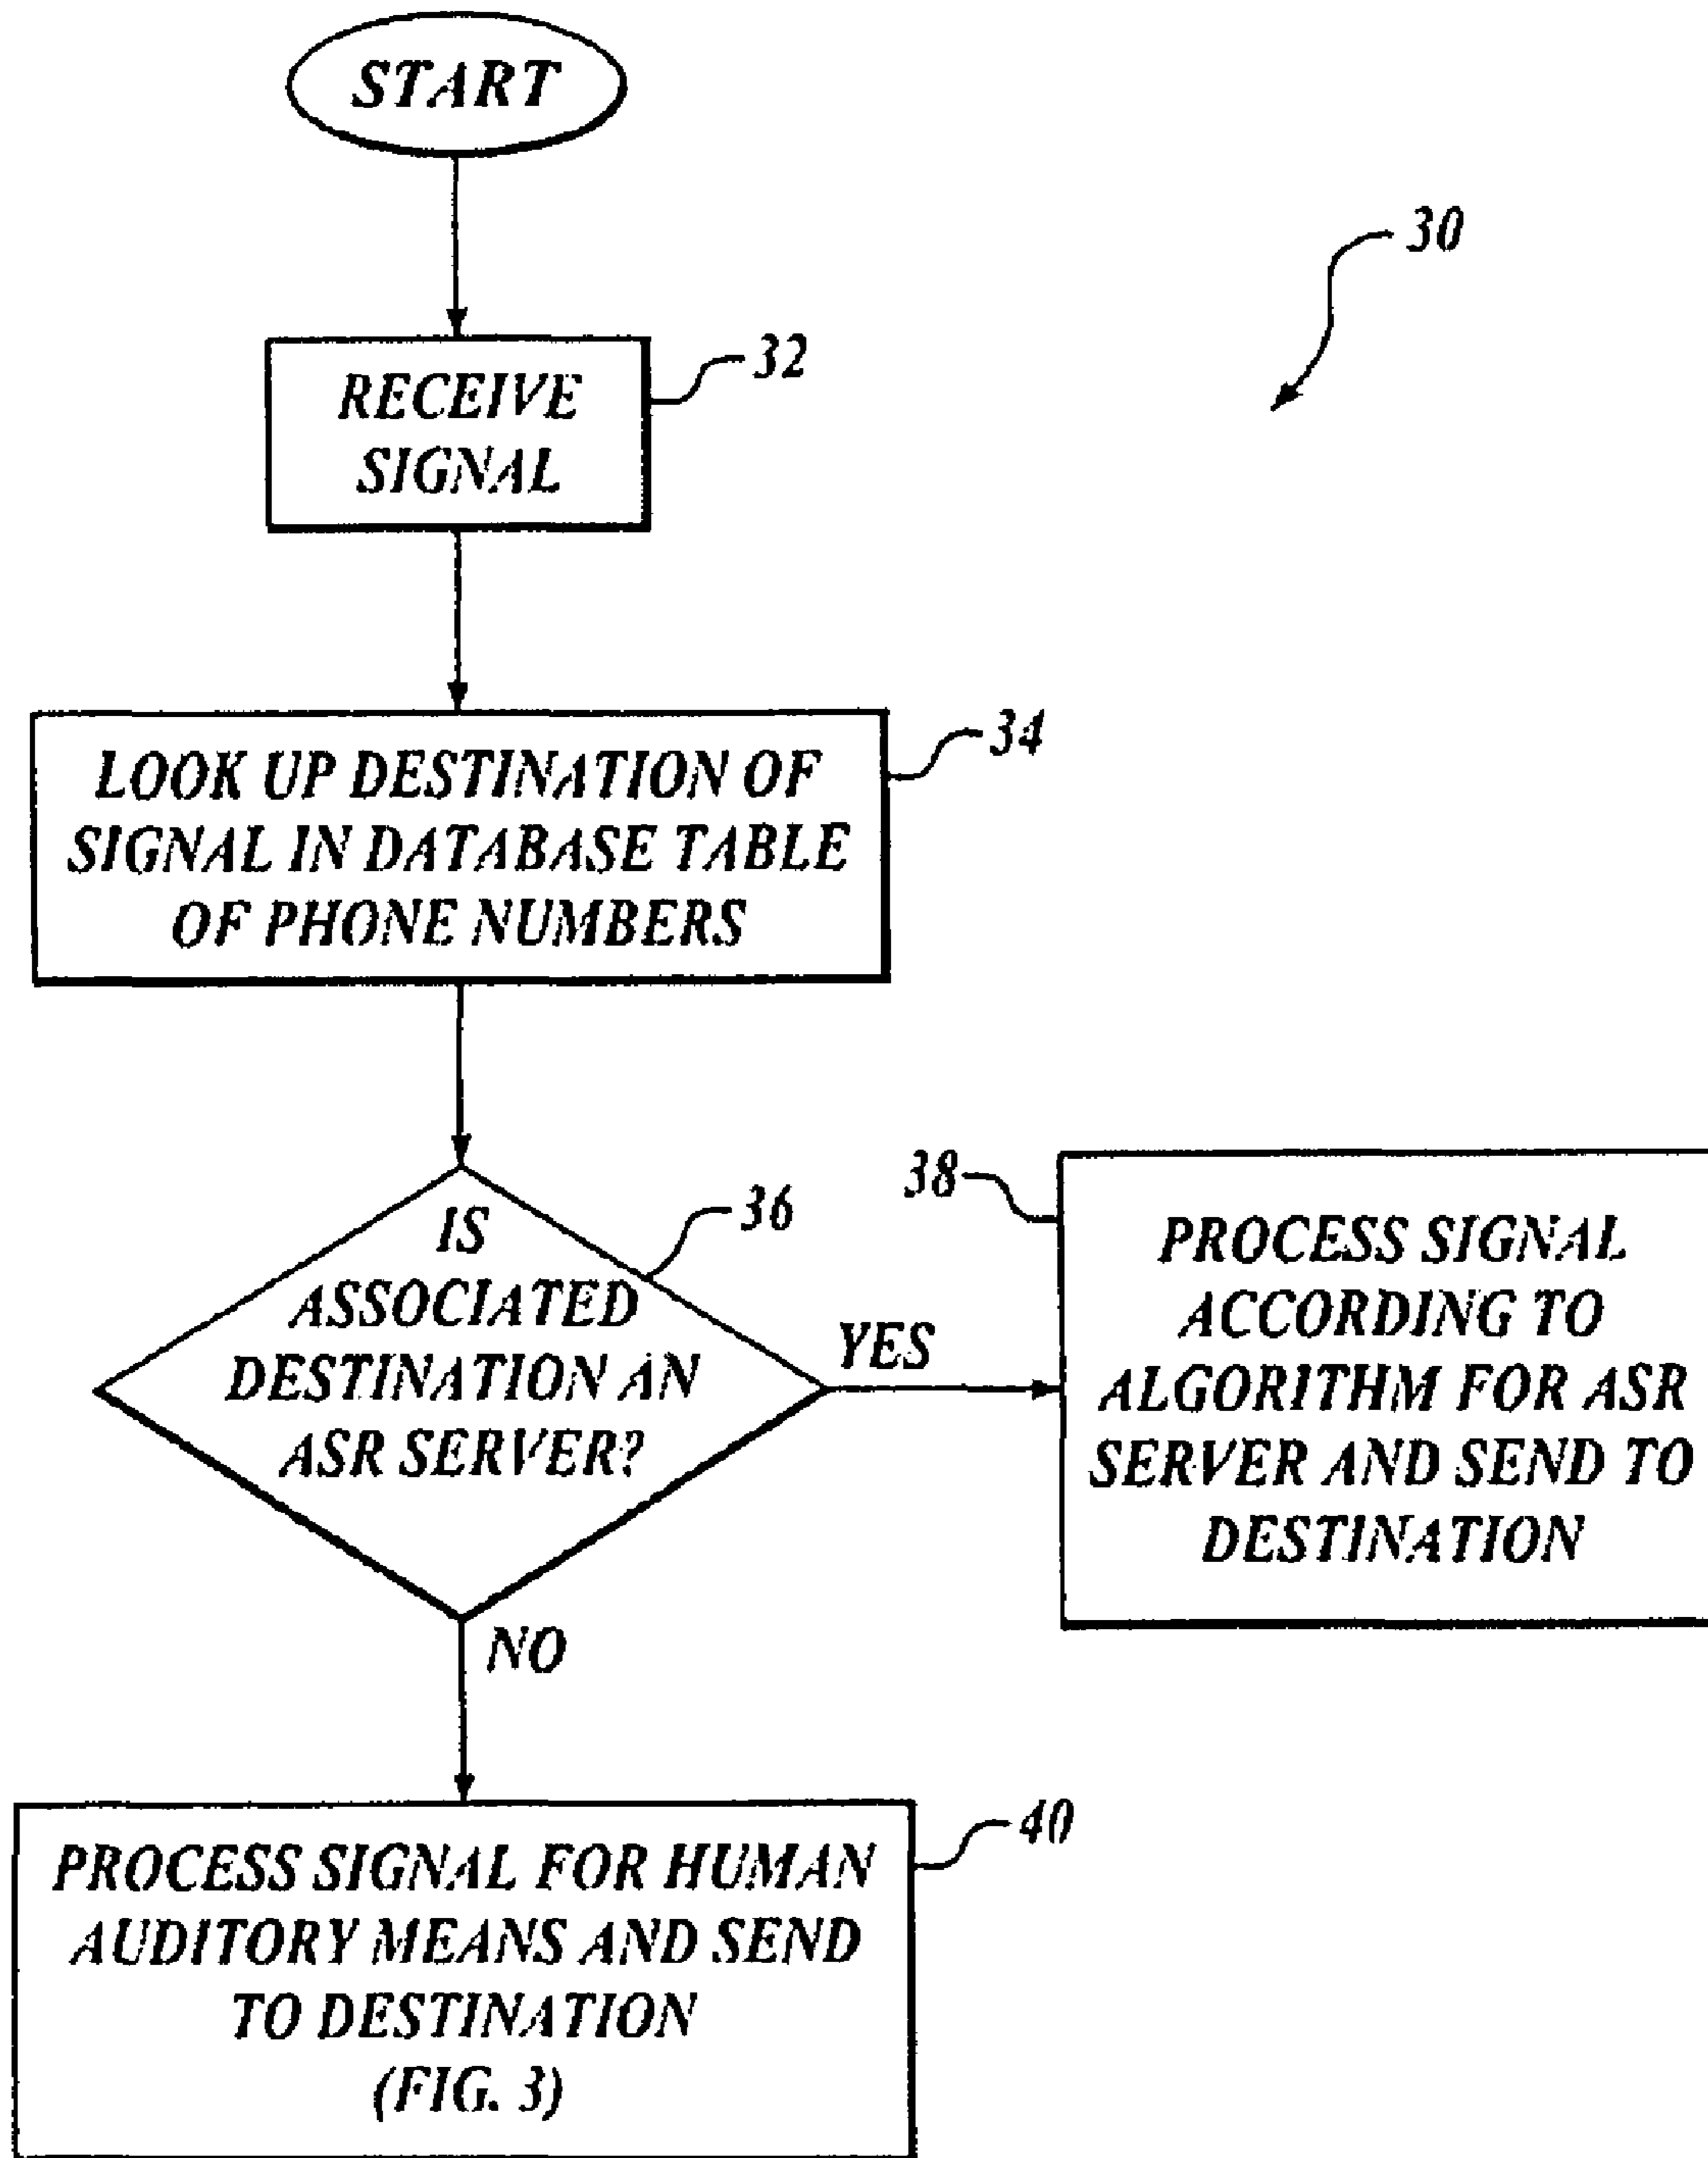 START
30
32
RECEIVE
SIGNAL
34
LOOK UP DESTINATION OF
SIGNAL IN DATABASE TABLE
OF PHONE NUMBERS
36
IS
ASSOCIATED
DESTINATION AN
ASR SERVER?
YES
38
PROCESS SIGNAL
ACCORDING TO
ALGORITHM FOR ASR
SERVER AND SEND TO
DESTINATION
NO
40
PROCESS SIGNAL FOR HUMAN
AUDITORY MEANS AND SEND
TO DESTINATION
(FIG. 3)